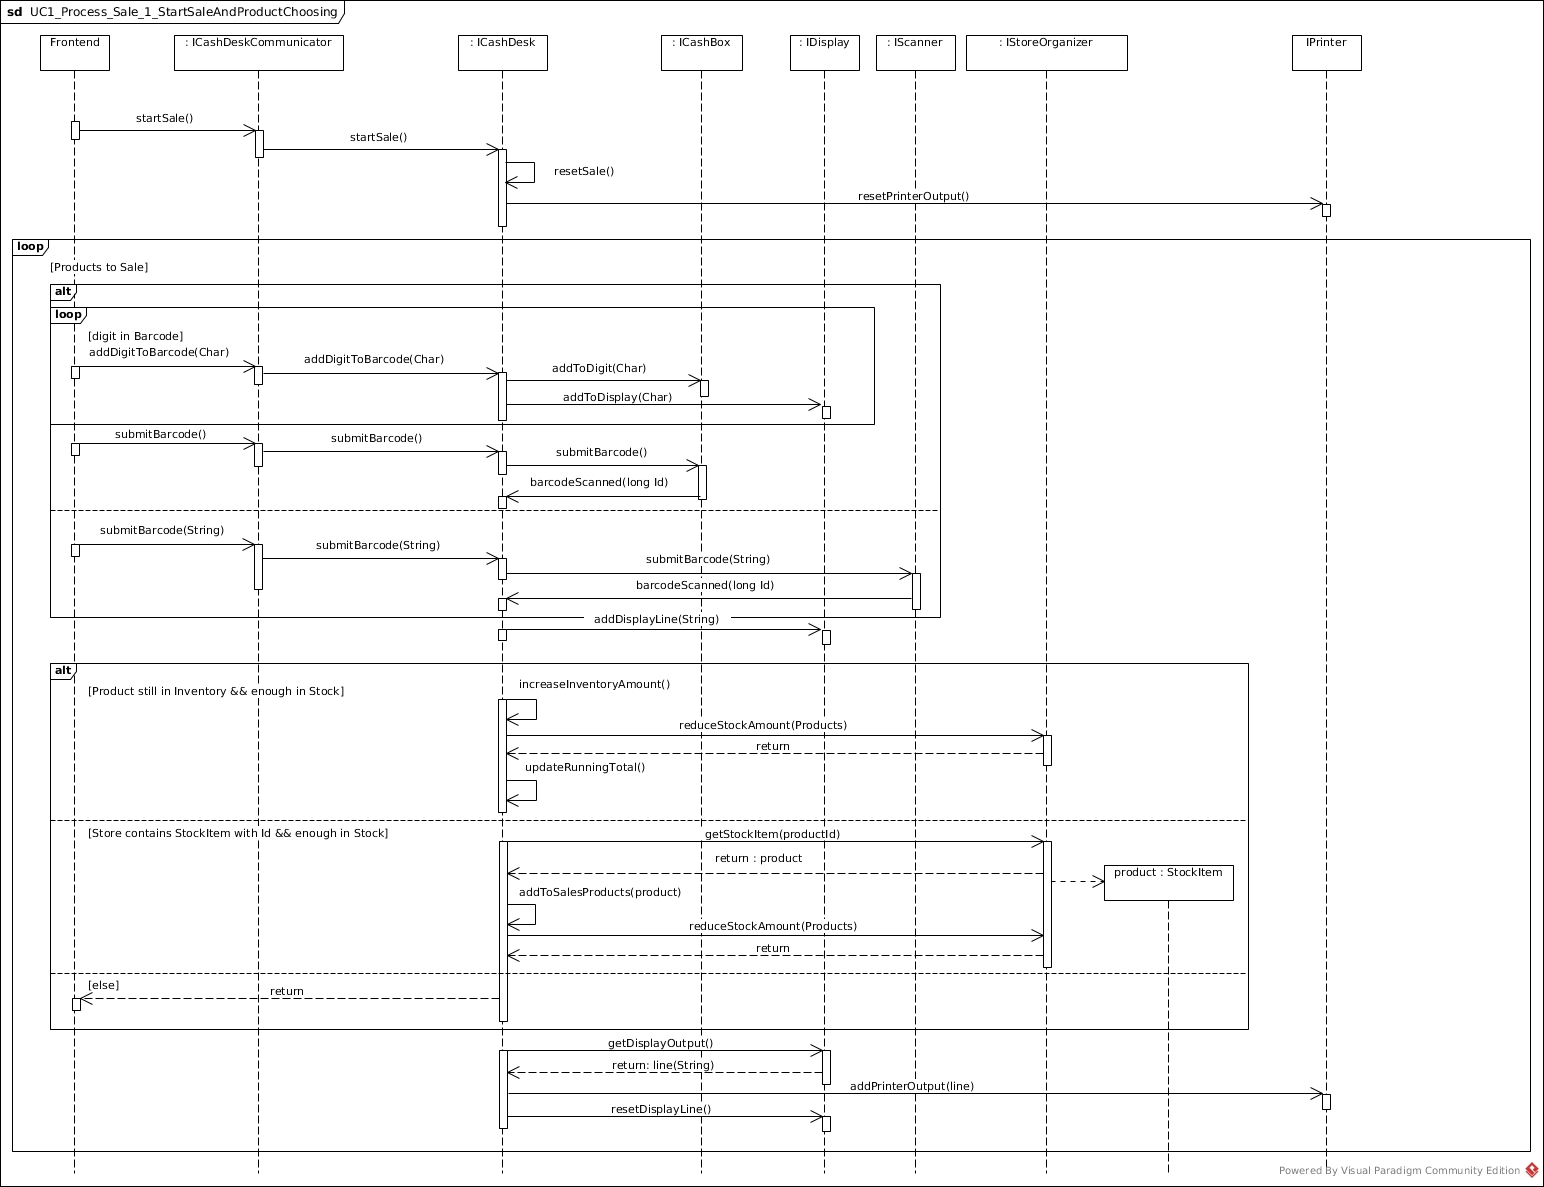 sd UC1_Process_Sale_1_StartSaleAndProductChoosing
Frontend
: ICashDeskCommunicator
: ICashDesk
: ICashBox
: IDisplay
: IScanner
: IStoreOrganizer
IPrinter
startSale()
startSale()
resetSale()
resetPrinterOutput()
loop
[Products to Sale]
alt
loop
[digit in Barcode]
addDigitToBarcode(Char)
addDigitToBarcode(Char)
addToDigit(Char)
addToDisplay(Char)
submitBarcode()
submitBarcode()
submitBarcode()
barcodeScanned(long Id)
submitBarcode(String)
submitBarcode(String)
submitBarcode(String)
barcodeScanned(long Id)
addDisplayLine(String)
alt
[Product still in Inventory && enough in Stock]
increaseInventoryAmount()
reduceStockAmount(Products)
return
updateRunningTotal()
[Store contains StockItem with Id && enough in Stock]
getStockItem(productId)
return : product
product : StockItem
addToSalesProducts(product)
reduceStockAmount(Products)
return
[else]
return
getDisplayOutput()
return: line(String)
addPrinterOutput(line)
resetDisplayLine()
Powered By Visual Paradigm Community Edition